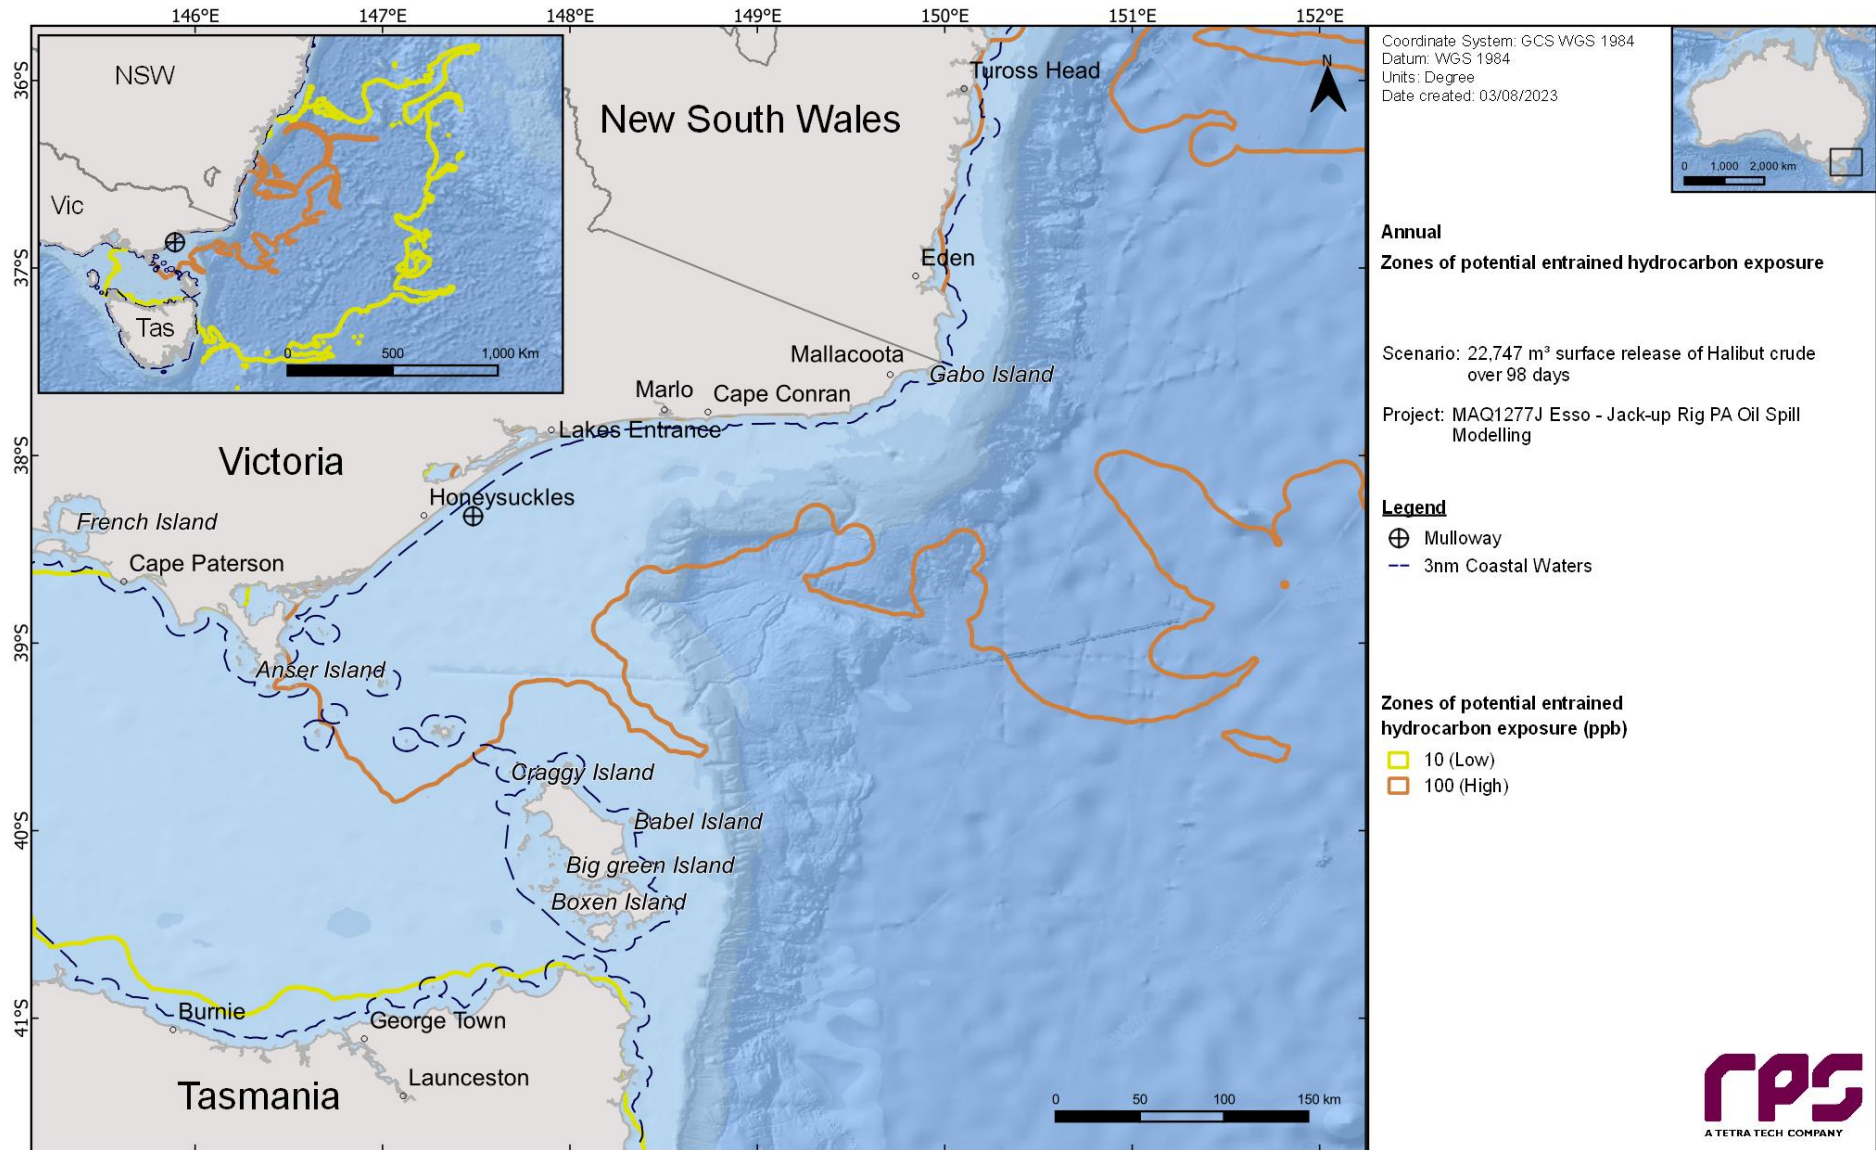 146°E 147°E 148°E 149°E 150°E 151°E 152°E
36°S
37°S
38°S
39°S
40°S
41°S
NSW
Vic
Tas
0 500 1,000 Km
New South Wales
Tuross Head
N
Eden
Mallacoota
Gabo Island
Marlo
Cape Conran
Lakes Entrance
Victoria
Honeysuckles
French Island
Cape Paterson
Anser Island
Craggy Island
Babel Island
Big green Island
Boxen Island
Burnie
George Town
Launceston
Tasmania
0 50 100 150 km
Coordinate System: GCS WGS 1984
Datum: WGS 1984
Units: Degree
Date created: 03/08/2023
0 1,000 2,000 km
Annual
Zones of potential entrained hydrocarbon exposure
Scenario: 22,747 m³ surface release of Halibut crude
over 98 days
Project: MAQ1277J Esso - Jack-up Rig PA Oil Spill
Modelling
Legend
Mulloway
3nm Coastal Waters
Zones of potential entrained
hydrocarbon exposure (ppb)
10 (Low)
100 (High)
rps
A TETRA TECH COMPANY